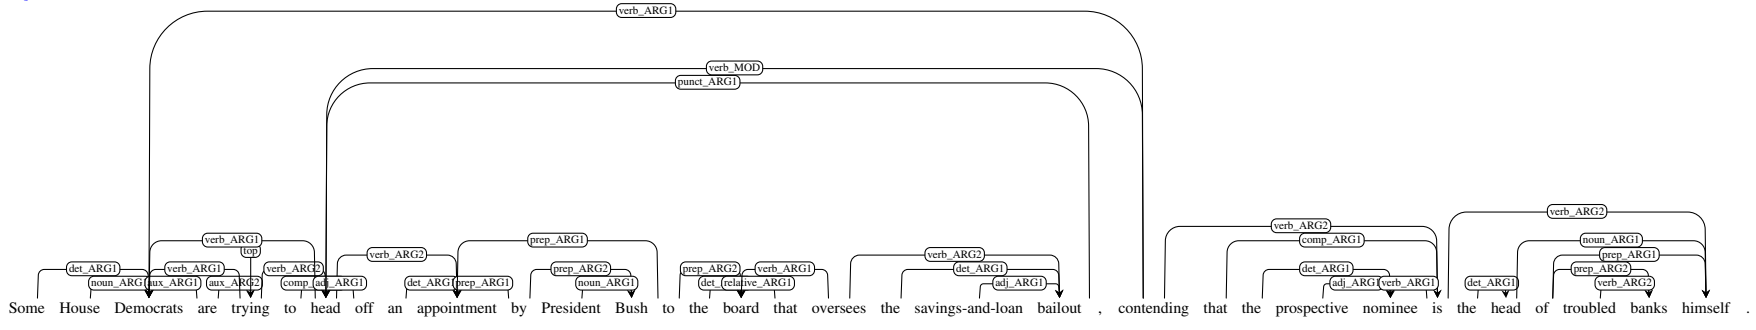 verb_ARG1
verb_MOD
punct_ARG1
verb_ARG2
verb_ARG2
verb_ARG1 prep_ARG1 comp_ARG1 noun_ARG1
top verb_ARG2 verb_ARG2 prep_ARG1
det_ARG1 verb_ARG1 verb_ARG2 prep_ARG2 prep_ARG2 verb_ARG1 det_ARG1 det_ARG1 prep_ARG2
noun_ARG1 aux_ARG1 aux_ARG2 adj_ARG1 det_ARG1 prep_ARG1 noun_ARG1 relative_ARG1 adj_ARG1 adj_ARG1 verb_ARG1 det_ARG1 verb_ARG2
Some House Democrats are trying to head off an appointment by President Bush to the board that oversees the savings-and-loan bailout , contending that the prospective nominee is the head of troubled banks himself .